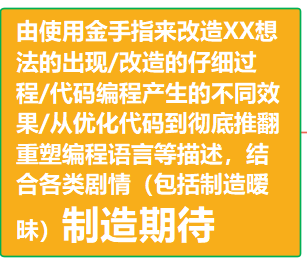 由使用金手指来改造XX想
法的出现/改造的仔细过
程/代码编程产生的不同效
果/从优化代码到彻底推翻
重塑编程语言等描述，结
合各类剧情（包括制造暧
昧）制造期待